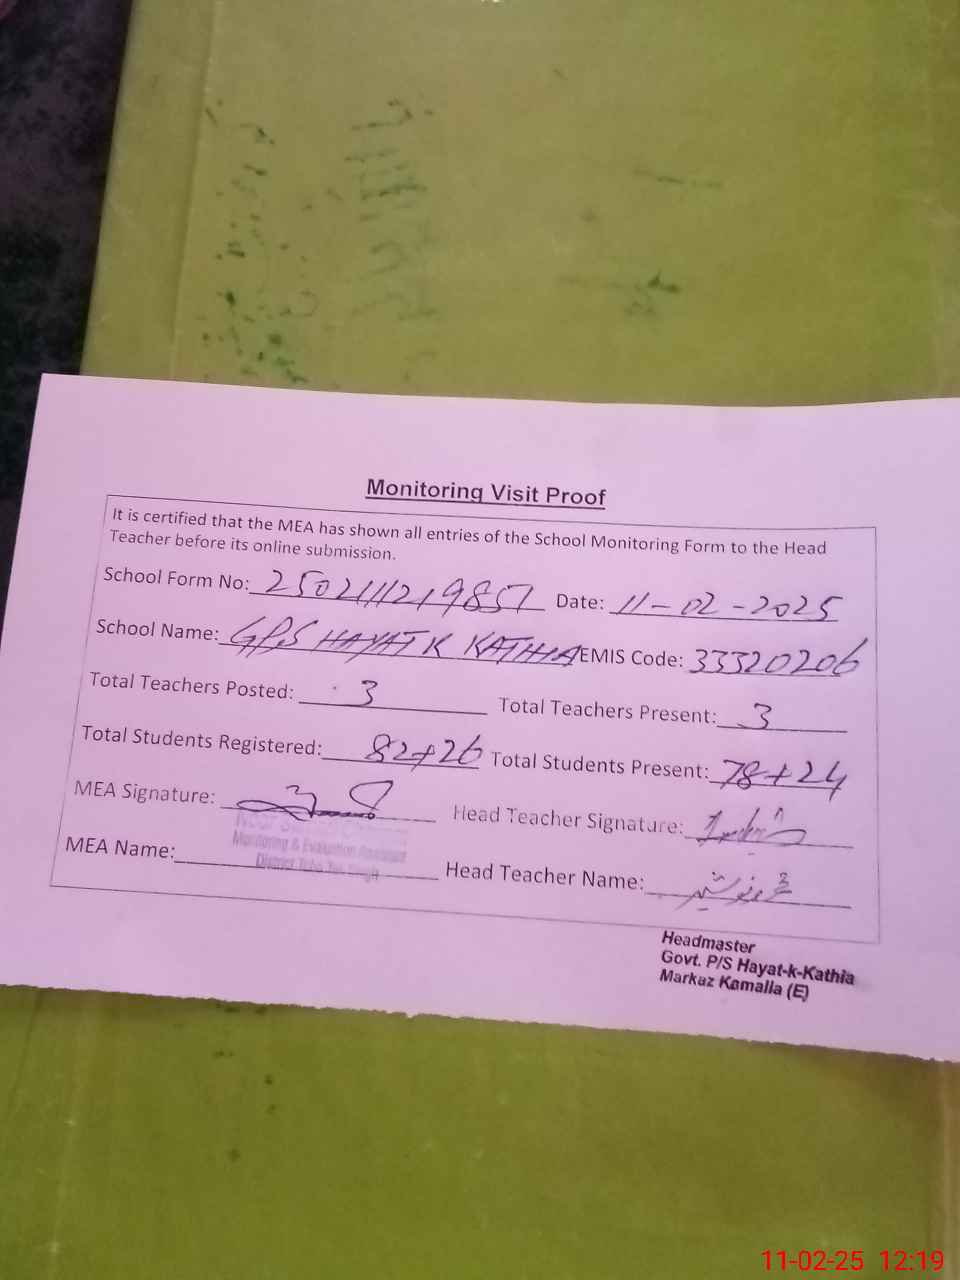 Monitoring Visit Proof
It is certified that the MEA has shown all entries of the School Monitoring Form to the Head
Teacher before its online submission.
School Form No: 2502111219857 Date: 11-02-2025
School Name: GPS HAYAT K KATHIA EMIS Code: 33320206
Total Teachers Posted: 3 Total Teachers Present: 3
Total Students Registered: 82+26 Total Students Present: 78+24
MEA Signature: Head Teacher Signature:
Monitoring & Evaluation Assistant
District Toba Tek Singh
MEA Name: Head Teacher Name:
Headmaster
Govt. P/S Hayat-k-Kathia
Markaz Kamalia (E)
11-02-25 12:19